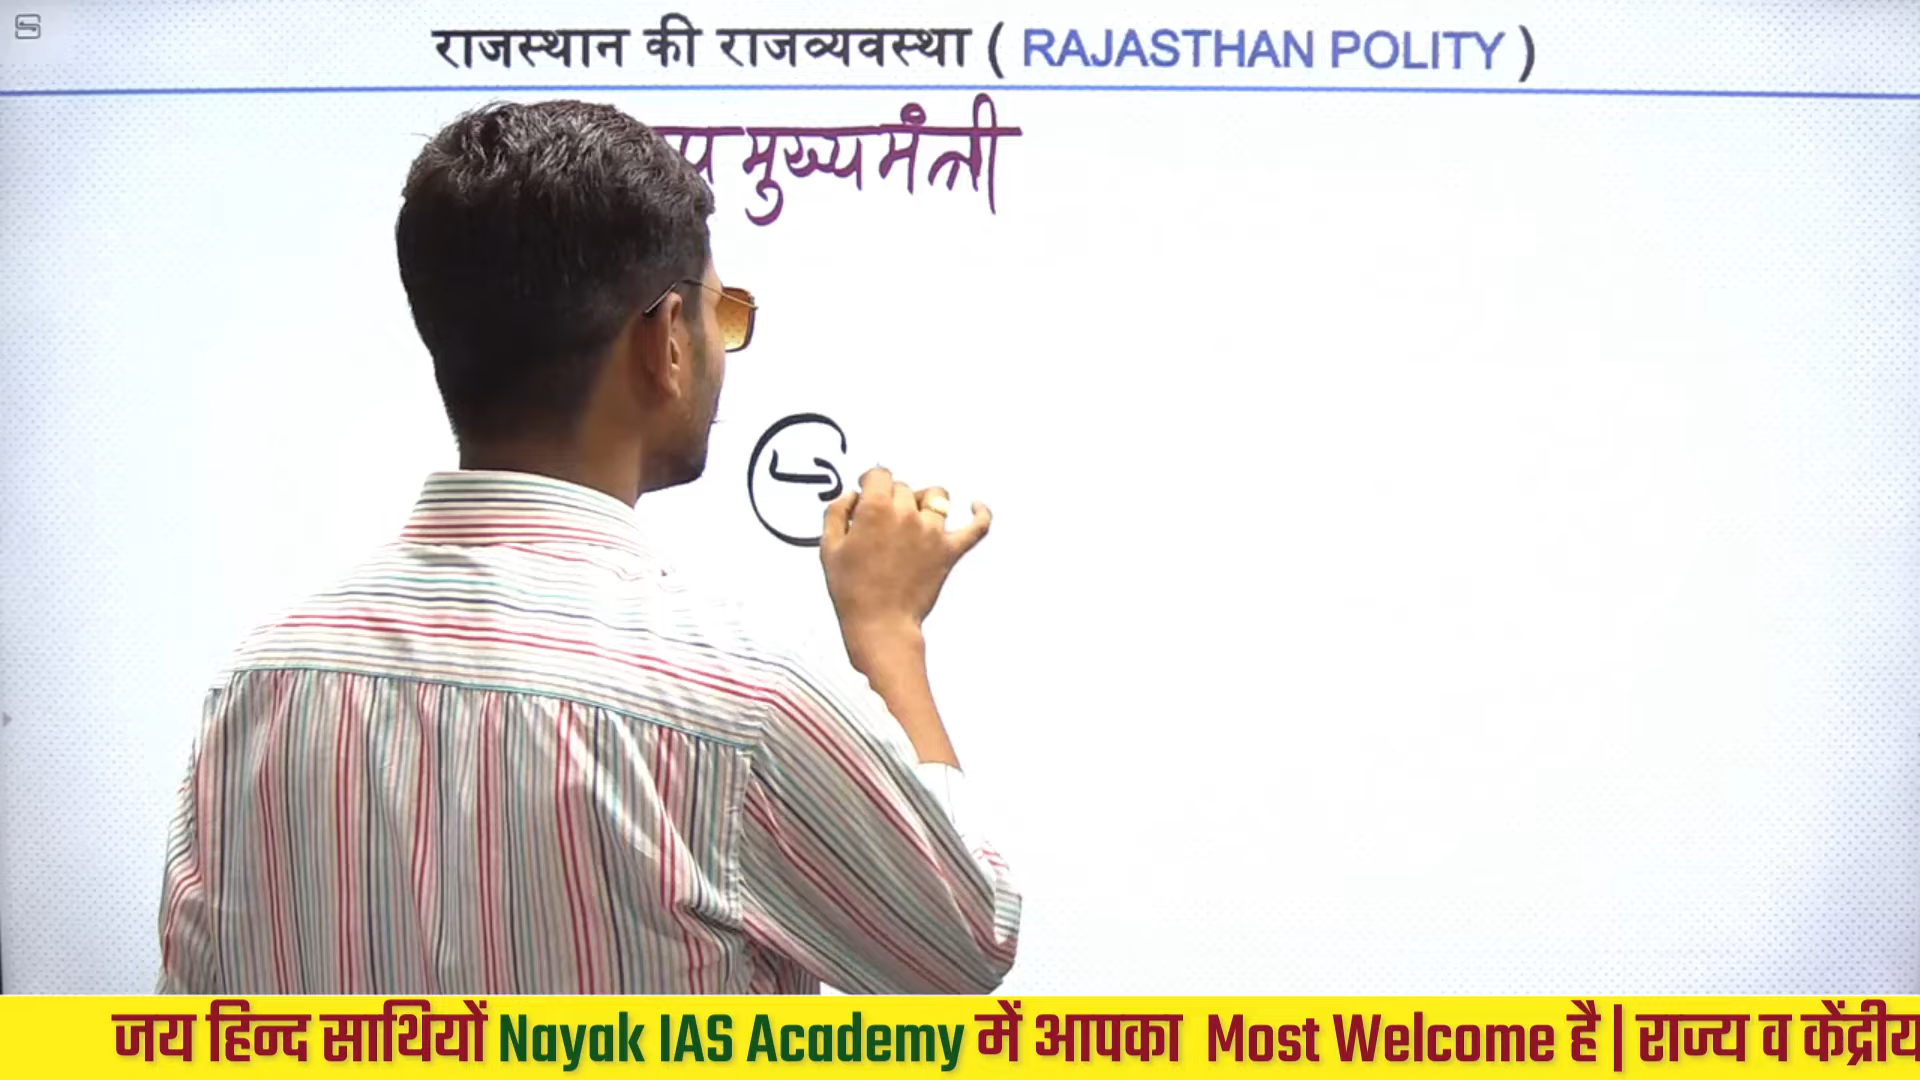 राजस्थान की राजव्यवस्था ( RAJASTHAN POLITY )
प मुख्यमंत्री
जय हिन्द साथियों Nayak IAS Academy में आपका Most Welcome है | राज्य व केंद्रीय